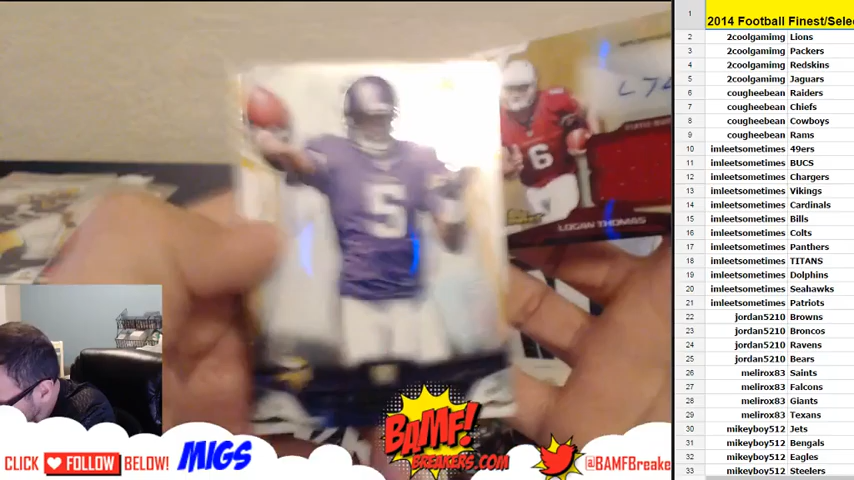 5
6
LOGAN THOMAS
CLICK FOLLOW BELOW! MIGS
BAMF!
BREAKERS.COM
@BAMFBreake
1 2014 Football Finest/Selec
2 2coolgamimg Lions
3 2coolgamimg Packers
4 2coolgamimg Redskins
5 2coolgamimg Jaguars
6 cougheebean Raiders
7 cougheebean Chiefs
8 cougheebean Cowboys
9 cougheebean Rams
10 imleetsometimes 49ers
11 imleetsometimes BUCS
12 imleetsometimes Chargers
13 imleetsometimes Vikings
14 imleetsometimes Cardinals
15 imleetsometimes Bills
16 imleetsometimes Colts
17 imleetsometimes Panthers
18 imleetsometimes TITANS
19 imleetsometimes Dolphins
20 imleetsometimes Seahawks
21 imleetsometimes Patriots
22 jordan5210 Browns
23 jordan5210 Broncos
24 jordan5210 Ravens
25 jordan5210 Bears
26 melirox83 Saints
27 melirox83 Falcons
28 melirox83 Giants
29 melirox83 Texans
30 mikeyboy512 Jets
31 mikeyboy512 Bengals
32 mikeyboy512 Eagles
33 mikeyboy512 Steelers